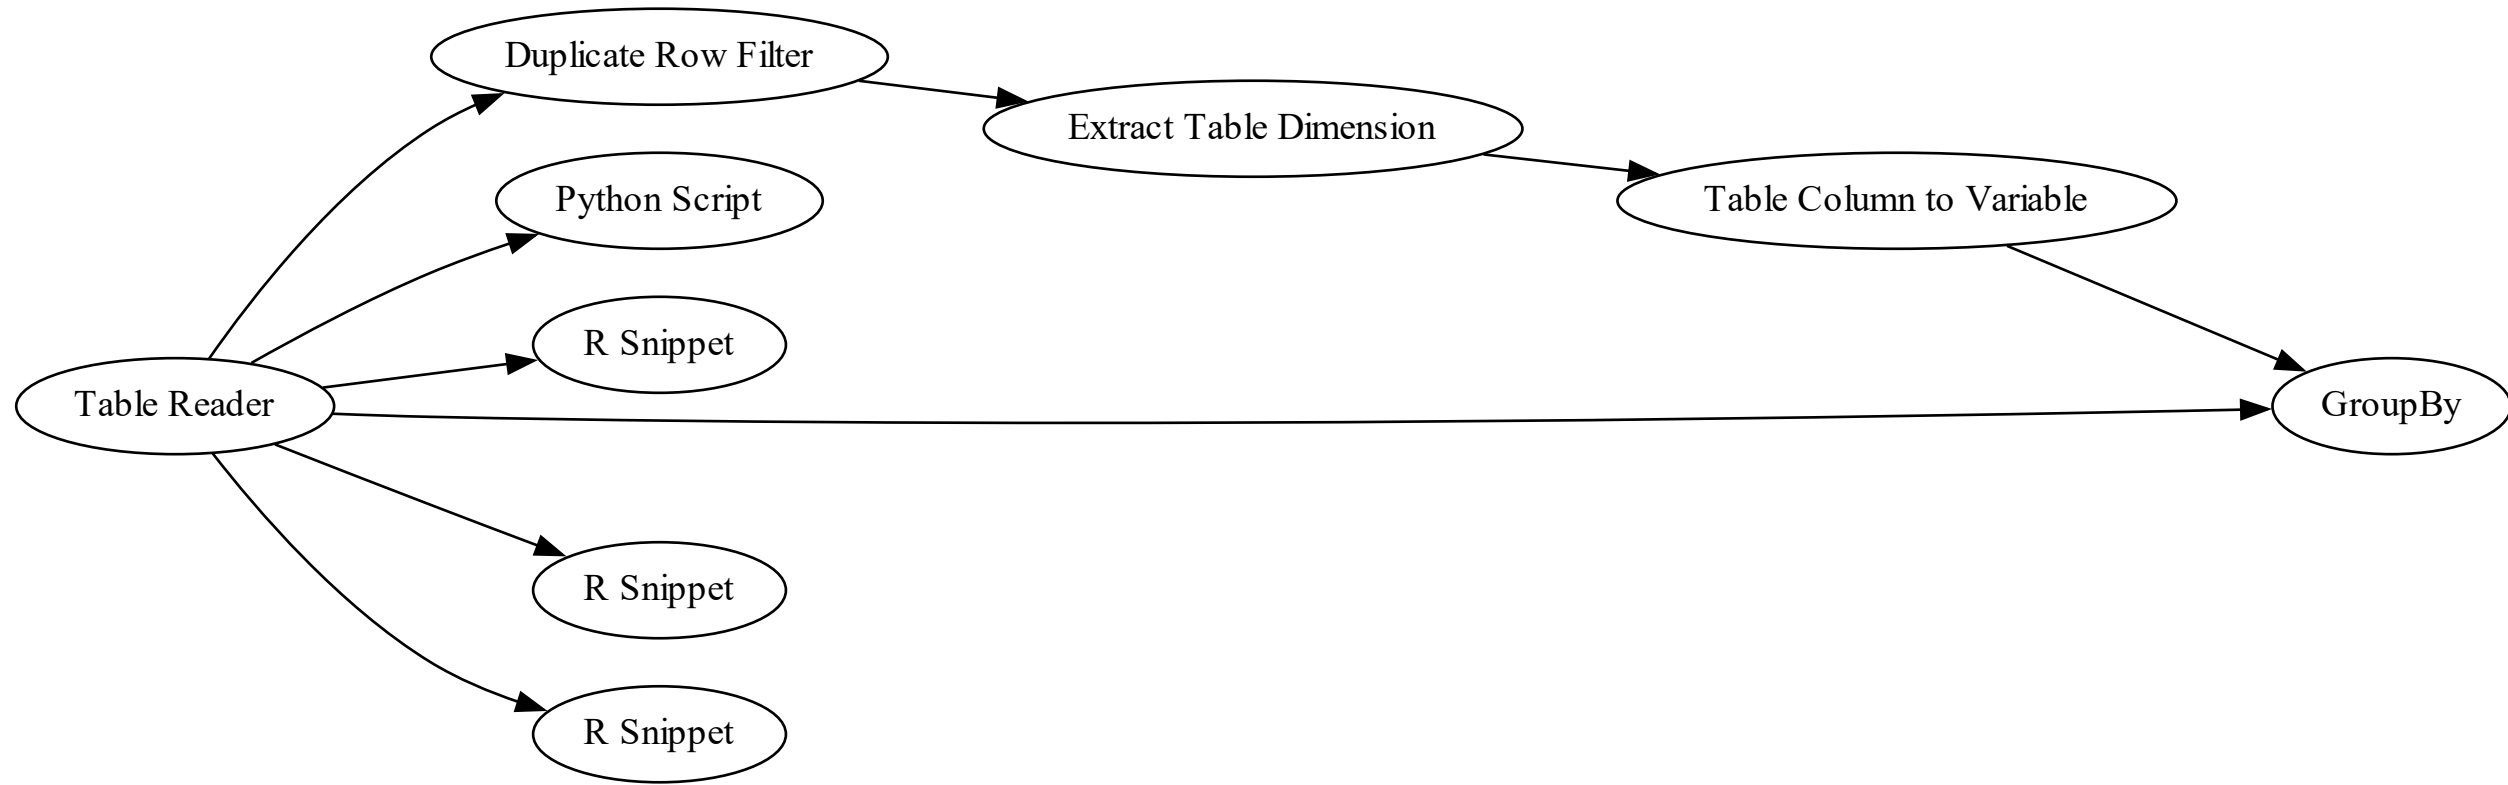 Duplicate Row Filter
Extract Table Dimension
Python Script
Table Column to Variable
R Snippet
Table Reader
GroupBy
R Snippet
R Snippet